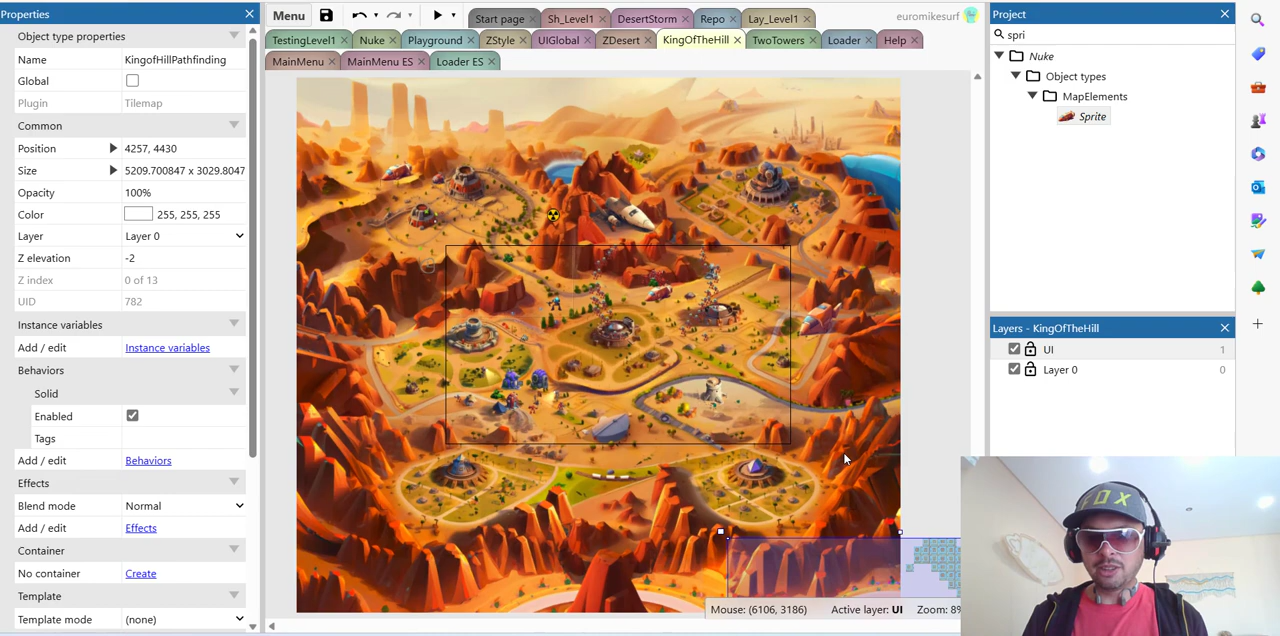 Properties
Object type properties
Name KingofHillPathfinding
Global
Plugin Tilemap
Common
Position 4257, 4430
Size 5209.700847 x 3029.8047
Opacity 100%
Color 255, 255, 255
Layer Layer 0
Z elevation -2
Z index 0 of 13
UID 782
Instance variables
Add / edit Instance variables
Behaviors
Solid
Enabled
Tags
Add / edit Behaviors
Effects
Blend mode Normal
Add / edit Effects
Container
No container Create
Template
Template mode (none)
Menu
Start page Sh_Level1 DesertStorm Repo Lay_Level1
euromikesurf
TestingLevel1 Nuke Playground ZStyle UIGlobal ZDesert KingOfTheHill TwoTowers Loader Help
MainMenu MainMenu ES Loader ES
Mouse: (6106, 3186) Active layer: UI Zoom: 8%
Project
spri
Nuke
Object types
MapElements
Sprite
Layers - KingOfTheHill
UI 1
Layer 0 0
FOX